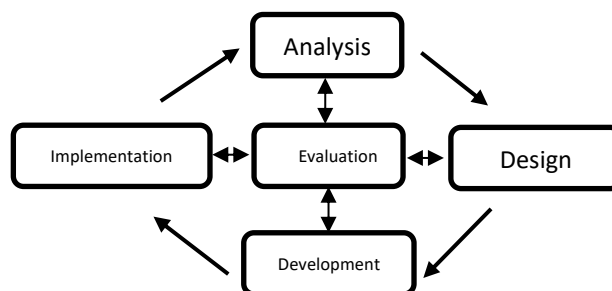 Analysis
Implementation
Evaluation
Design
Development